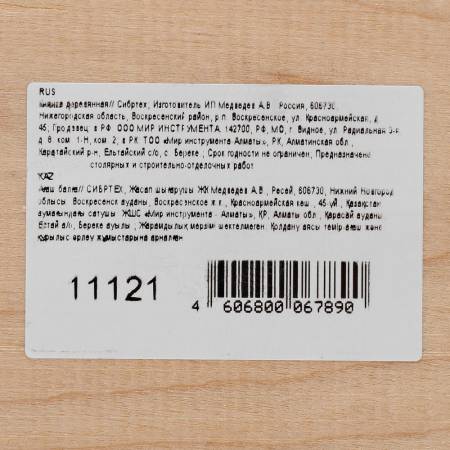 RUS
Киянка деревянная// Сибртех, Изготовитель ИП Медведев А.В. Россия, 606730,
Нижегородская область, Воскресенский район, р.п. Воскресенское, ул. Красноармейская, д.
45; Продавец: в РФ: ООО МИР ИНСТРУМЕНТА. 142700, РФ, МО, г. Видное, ул. Радиальная 3-я,
д. 8, ком. 1-Н, ком. 2, в РК: ТОО «Мир инструмента-Алматы», РК, Алматинская обл.,
Карагайский р-н, Ельтайский с/о, с. Береке ; Срок годности не ограничен; Предназначено
столярных и строительно-отделочных работ
KAZ
Ағаш балға// СИБРТЕХ, Жасап шығарушы ЖК Медведев А.В., Ресей, 606730, Нижний Новгород
облысы, Воскресенск ауданы, Воскресенское ж.к., Красноармейская көш., 45-үй., Қазақстан
аумағындағы сатушы: ЖШС «Мир инструмента - Алматы», ҚР, Алматы обл., Қарасай ауданы,
Елтай а/о, Береке ауылы ; Жарамдылық мерзімі шектелмеген. Қолдану аясы темір-ағаш және
құрылыс әрлеу жұмыстарына арналған
11121
4 606800 067890